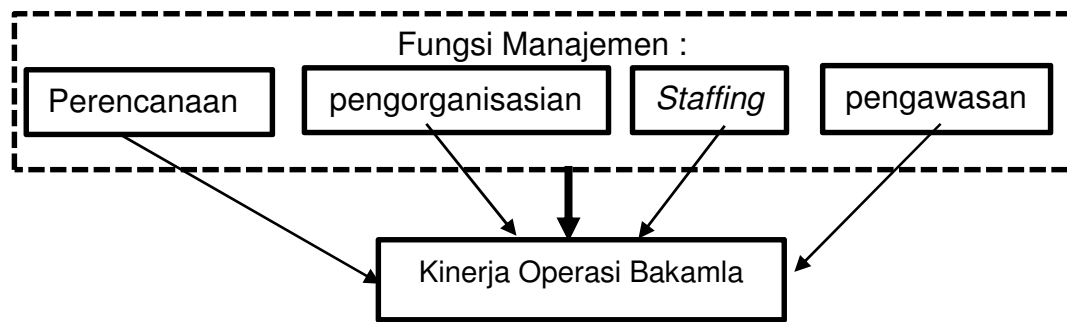 Fungsi Manajemen :
Perencanaan
pengorganisasian
Staffing
pengawasan
Kinerja Operasi Bakamla